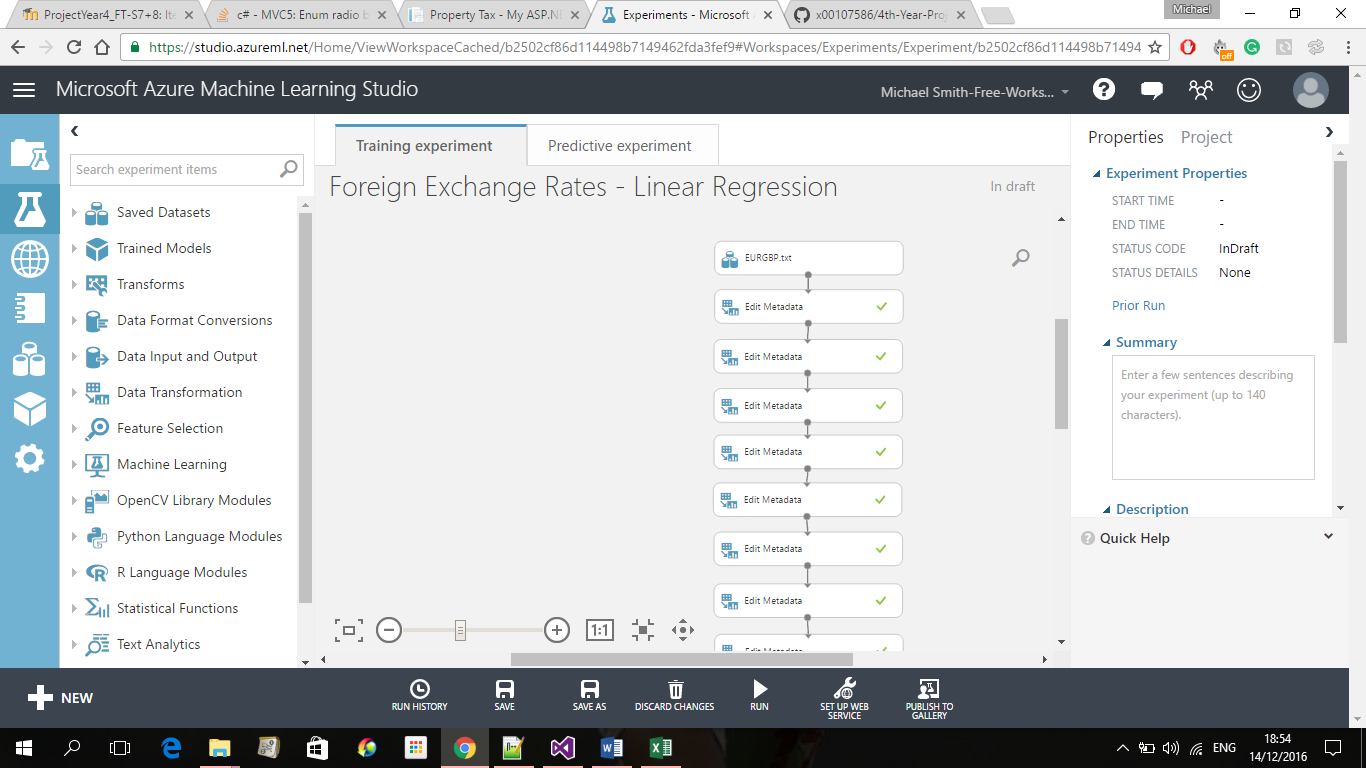 ProjectYear4_FT-S7+8: Ite
c# - MVC5: Enum radio b
Property Tax - My ASP.NE
Experiments - Microsoft
x00107586/4th-Year-Pro
Michael
https://studio.azureml.net/Home/ViewWorkspaceCached/b2502cf86d114498b7149462fda3fef9#Workspaces/Experiments/Experiment/b2502cf86d114498b71494
off
Microsoft Azure Machine Learning Studio
Michael Smith-Free-Works...
Search experiment items
Saved Datasets
Trained Models
Transforms
Data Format Conversions
Data Input and Output
Data Transformation
Feature Selection
Machine Learning
OpenCV Library Modules
Python Language Modules
R Language Modules
Statistical Functions
Text Analytics
Training experiment
Predictive experiment
Foreign Exchange Rates - Linear Regression
In draft
EURGBP.txt
Edit Metadata
Edit Metadata
Edit Metadata
Edit Metadata
Edit Metadata
Edit Metadata
Edit Metadata
Edit Metadata
1:1
Properties
Project
Experiment Properties
START TIME -
END TIME -
STATUS CODE InDraft
STATUS DETAILS None
Prior Run
Summary
Enter a few sentences describing
your experiment (up to 140
characters).
Description
Quick Help
NEW
RUN HISTORY
SAVE
SAVE AS
DISCARD CHANGES
RUN
SET UP WEB
SERVICE
PUBLISH TO
GALLERY
ENG
18:54
14/12/2016